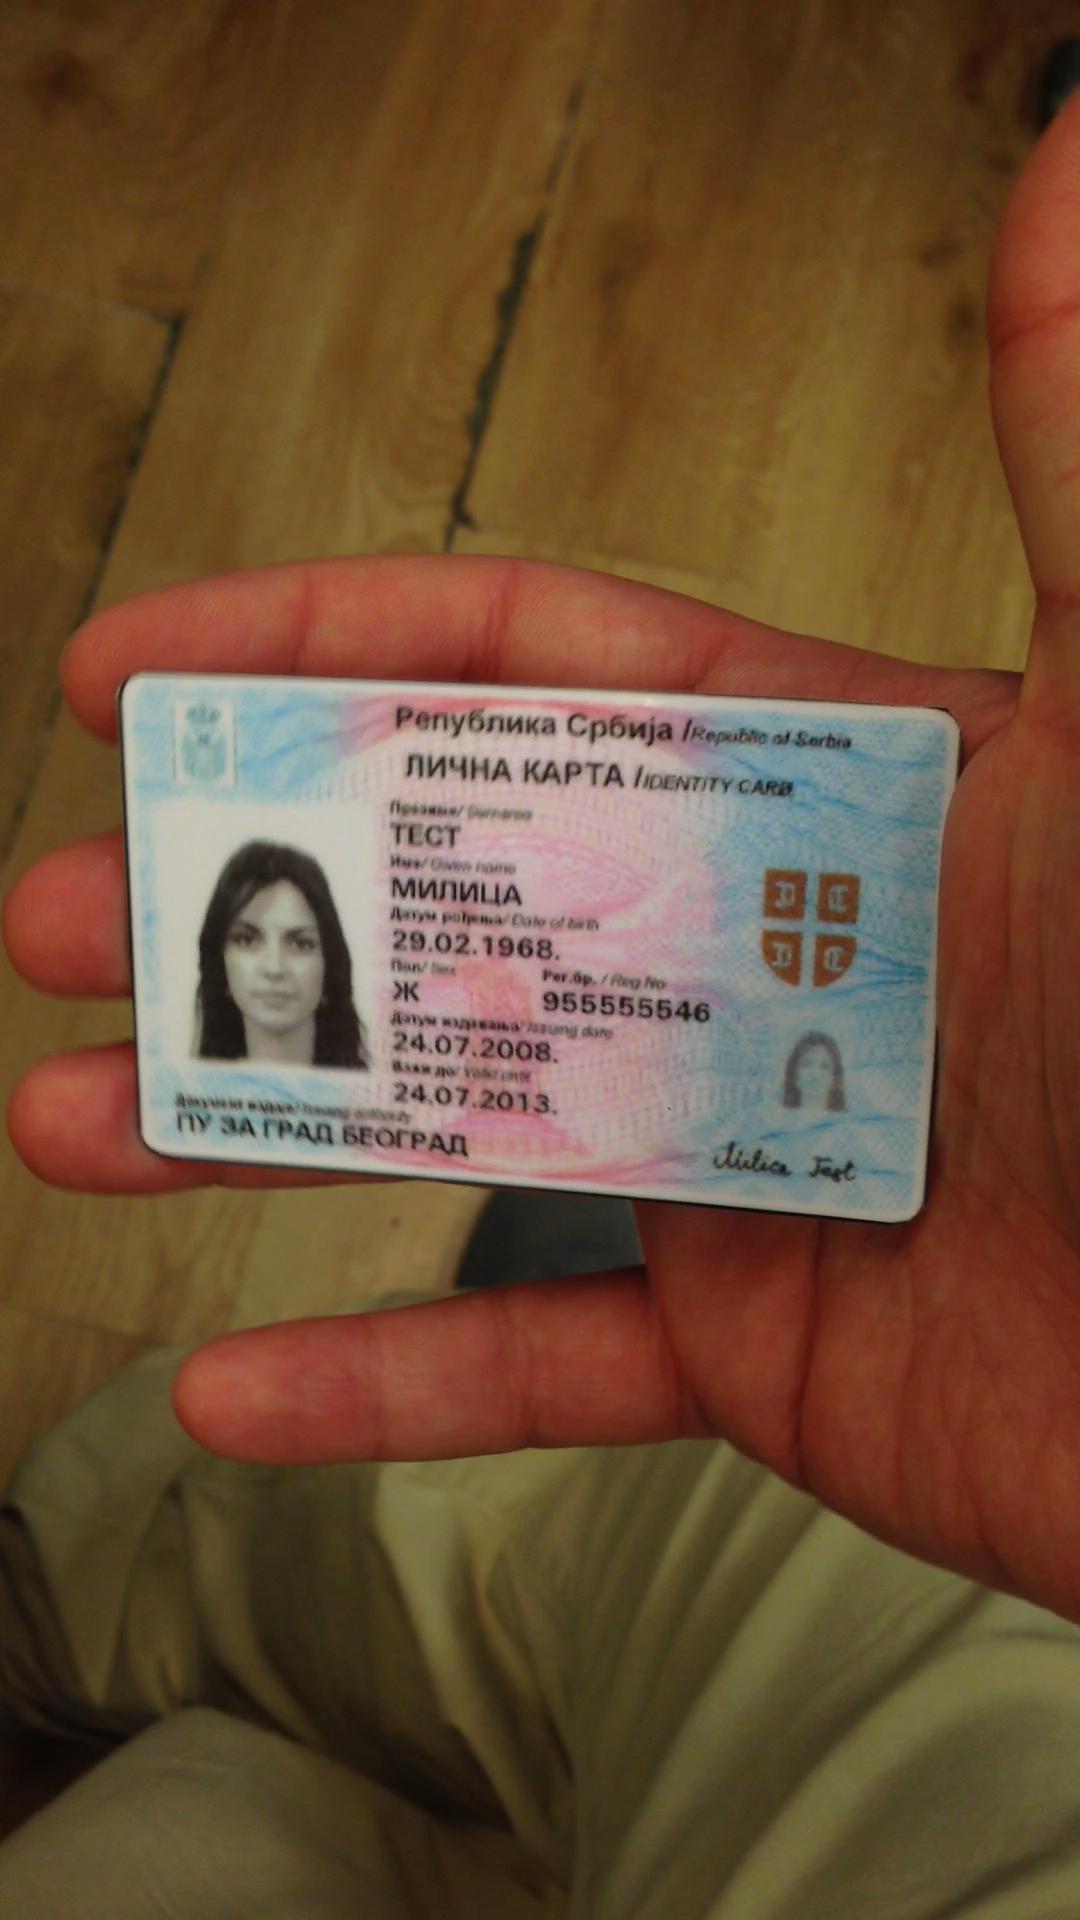 Република Србија /Republic of Serbia
ЛИЧНА КАРТА /IDENTITY CARD
Презиме/ Surname
ТЕСТ
Име/ Given name
МИЛИЦА
Датум рођења/ Date of birth
29.02.1968.
Пол/ Sex
Ж
Рег.бр. / Reg No
955555546
Датум издавања/ Issuing date
24.07.2008.
Важи до/ Valid until
24.07.2013.
Документ издаје/ Issuing authority
ПУ ЗА ГРАД БЕОГРАД
Milica Test